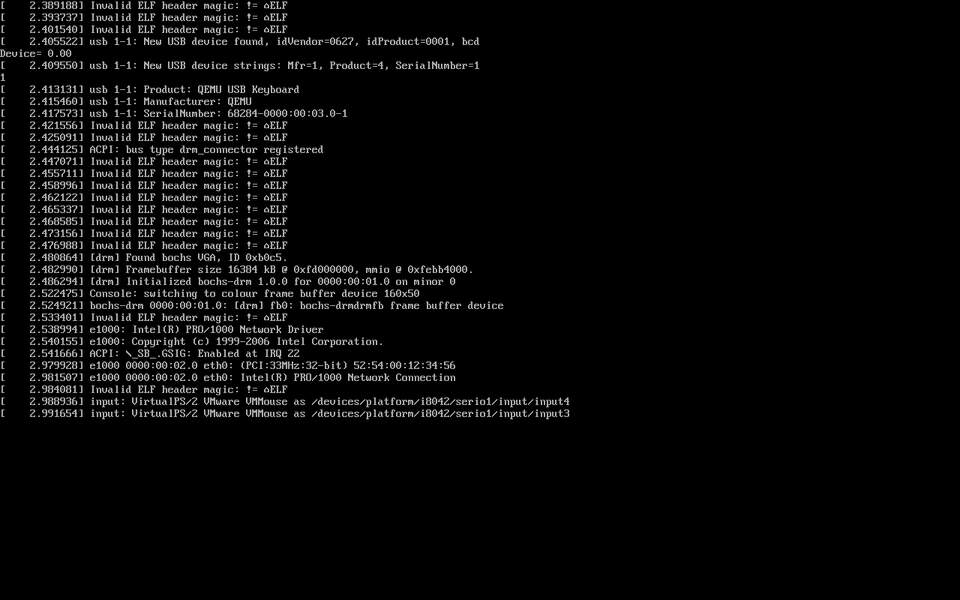 [    2.389188] Invalid ELF header magic: != ⌂ELF
[    2.393737] Invalid ELF header magic: != ⌂ELF
[    2.401540] Invalid ELF header magic: != ⌂ELF
[    2.405522] usb 1-1: New USB device found, idVendor=0627, idProduct=0001, bcd
Device= 0.00
[    2.409550] usb 1-1: New USB device strings: Mfr=1, Product=4, SerialNumber=1
1
[    2.413131] usb 1-1: Product: QEMU USB Keyboard
[    2.415460] usb 1-1: Manufacturer: QEMU
[    2.417573] usb 1-1: SerialNumber: 68284-0000:00:03.0-1
[    2.421556] Invalid ELF header magic: != ⌂ELF
[    2.425091] Invalid ELF header magic: != ⌂ELF
[    2.444125] ACPI: bus type drm_connector registered
[    2.447071] Invalid ELF header magic: != ⌂ELF
[    2.455711] Invalid ELF header magic: != ⌂ELF
[    2.458996] Invalid ELF header magic: != ⌂ELF
[    2.462122] Invalid ELF header magic: != ⌂ELF
[    2.465337] Invalid ELF header magic: != ⌂ELF
[    2.468585] Invalid ELF header magic: != ⌂ELF
[    2.473156] Invalid ELF header magic: != ⌂ELF
[    2.476988] Invalid ELF header magic: != ⌂ELF
[    2.480864] [drm] Found bochs VGA, ID 0xb0c5.
[    2.482990] [drm] Framebuffer size 16384 kB @ 0xfd000000, mmio @ 0xfebb4000.
[    2.486294] [drm] Initialized bochs-drm 1.0.0 for 0000:00:01.0 on minor 0
[    2.522475] Console: switching to colour frame buffer device 160x50
[    2.524921] bochs-drm 0000:00:01.0: [drm] fb0: bochs-drmdrmfb frame buffer device
[    2.533401] Invalid ELF header magic: != ⌂ELF
[    2.538994] e1000: Intel(R) PRO/1000 Network Driver
[    2.540155] e1000: Copyright (c) 1999-2006 Intel Corporation.
[    2.541666] ACPI: \_SB_.GSIG: Enabled at IRQ 22
[    2.979928] e1000 0000:00:02.0 eth0: (PCI:33MHz:32-bit) 52:54:00:12:34:56
[    2.981507] e1000 0000:00:02.0 eth0: Intel(R) PRO/1000 Network Connection
[    2.984081] Invalid ELF header magic: != ⌂ELF
[    2.988936] input: VirtualPS/2 VMware VMMouse as /devices/platform/i8042/serio1/input/input4
[    2.991654] input: VirtualPS/2 VMware VMMouse as /devices/platform/i8042/serio1/input/input3